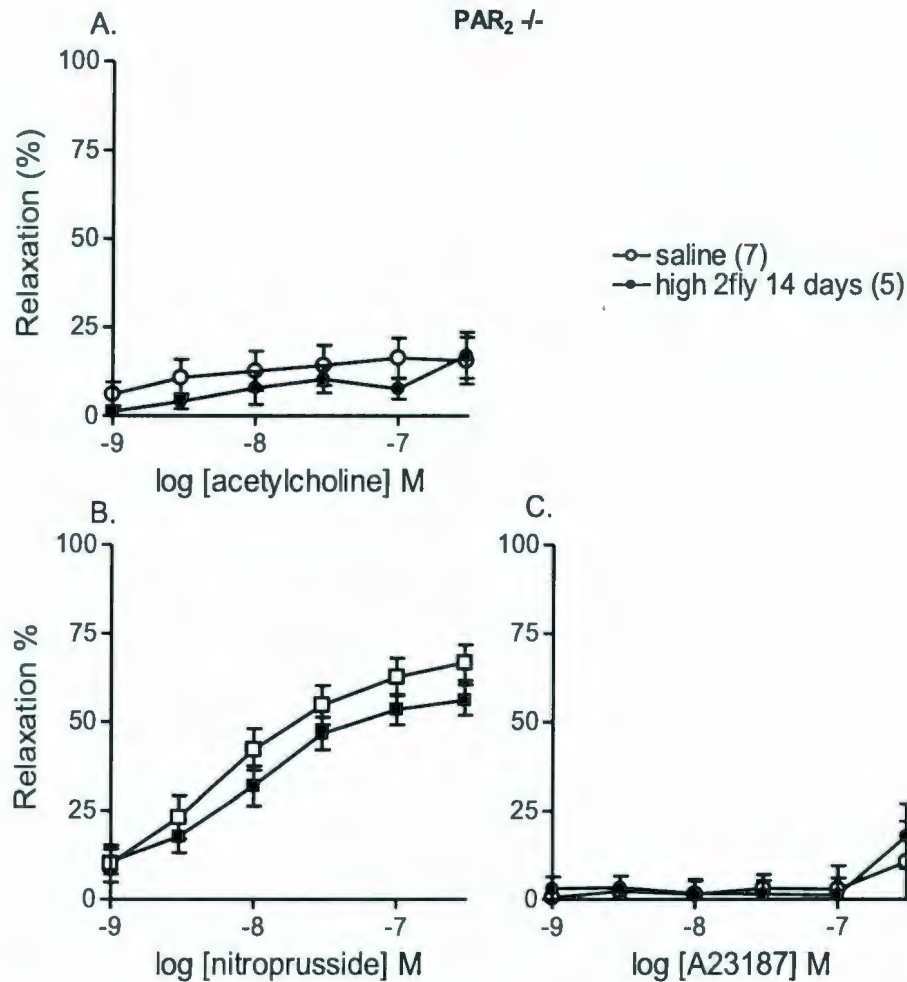 PAR₂ -/-
A.
100
75
50
25
0
Relaxation (%)
-9 -8 -7
log [acetylcholine] M
saline (7)
high 2fly 14 days (5)
B.
100
75
50
25
0
Relaxation %
-9 -8 -7
log [nitroprusside] M
C.
100
75
50
25
0
-9 -8 -7
log [A23187] M